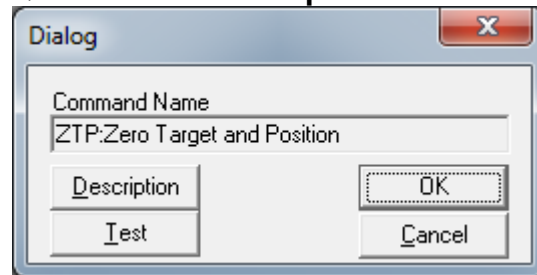 Dialog
Command Name
ZTP:Zero Target and Position
Description
OK
Test
Cancel